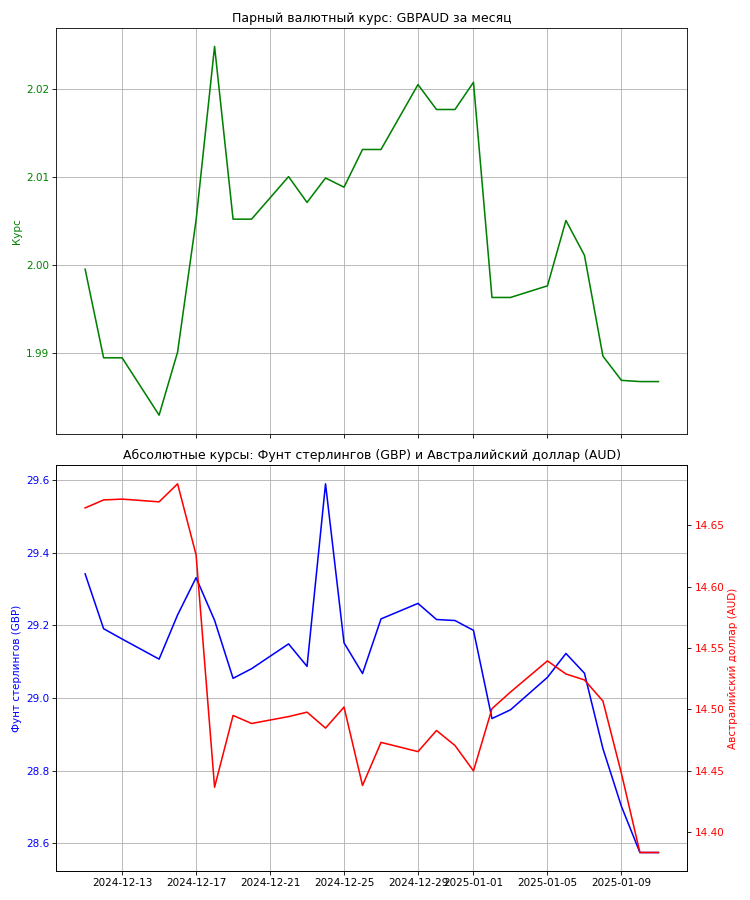 Парный валютный курс: GBPAUD за месяц
Курс
2.02
2.01
2.00
1.99
Абсолютные курсы: Фунт стерлингов (GBP) и Австралийский доллар (AUD)
Фунт стерлингов (GBP)
29.6
29.4
29.2
29.0
28.8
28.6
14.65
14.60
14.55
14.50
14.45
14.40
Австралийский доллар (AUD)
2024-12-13 2024-12-17 2024-12-21 2024-12-25 2024-12-29 2025-01-01 2025-01-05 2025-01-09